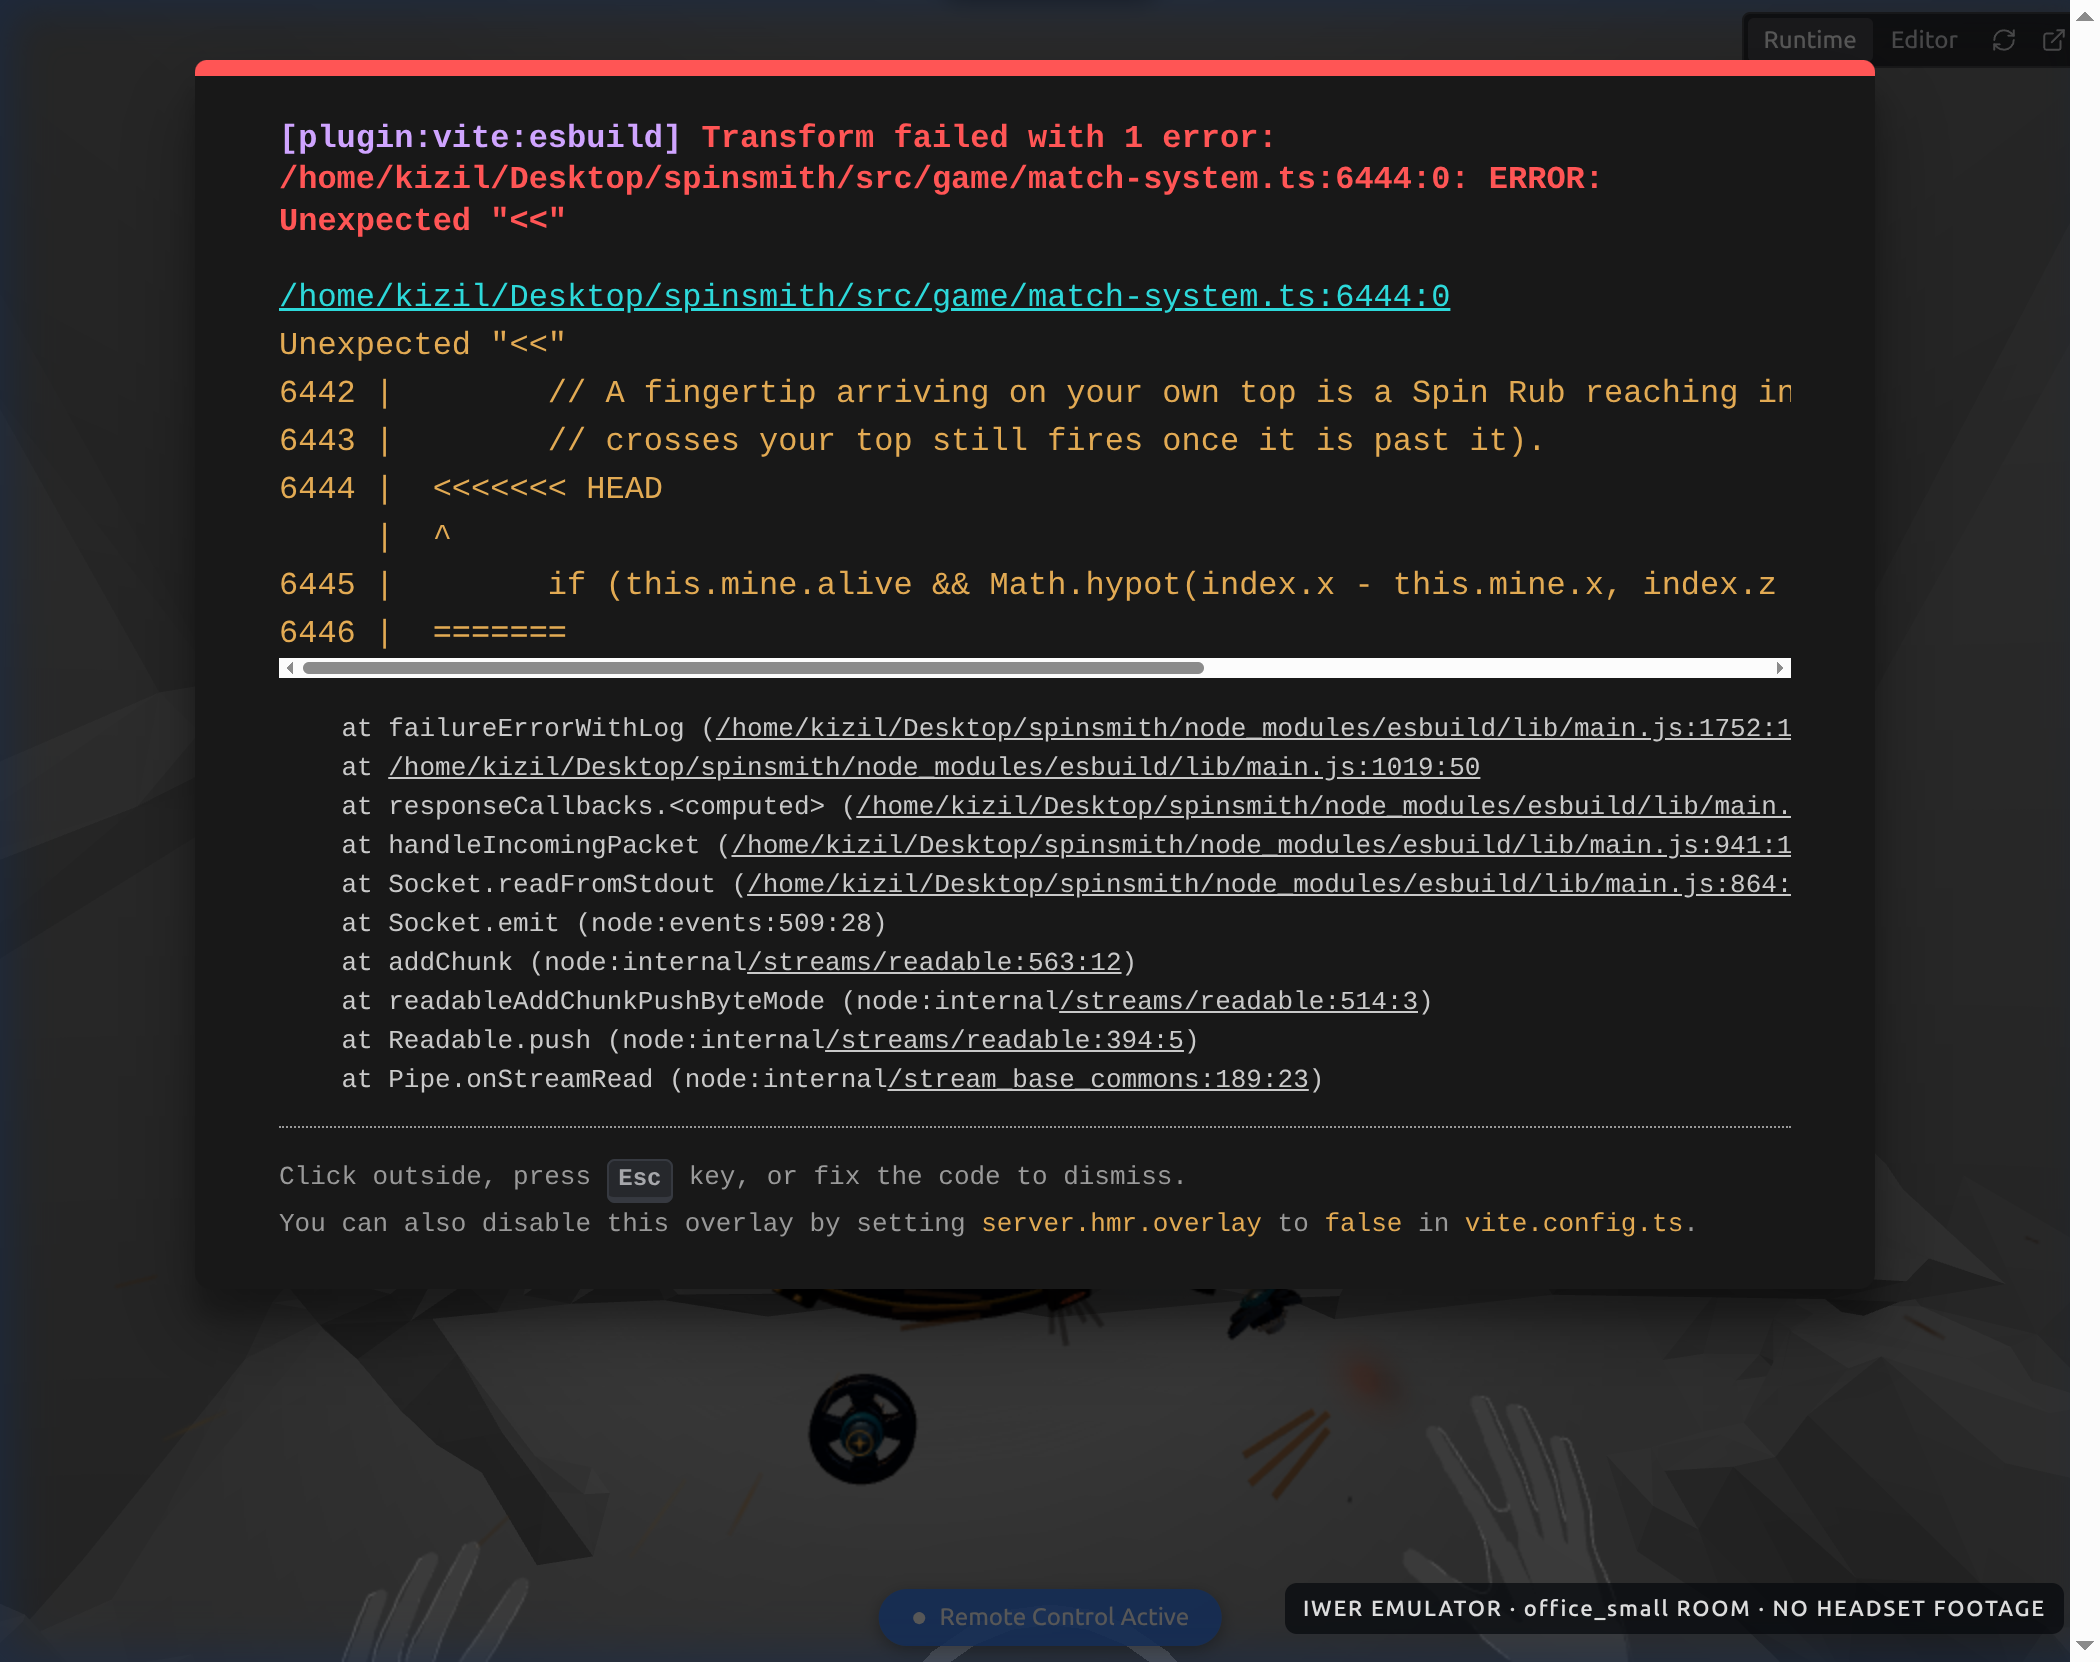 Runtime Editor
[plugin:vite:esbuild] Transform failed with 1 error:
/home/kizil/Desktop/spinsmith/src/game/match-system.ts:6444:0: ERROR:
Unexpected "<<"
/home/kizil/Desktop/spinsmith/src/game/match-system.ts:6444:0
Unexpected "<<"
6442 |        // A fingertip arriving on your own top is a Spin Rub reaching in
6443 |        // crosses your top still fires once it is past it).
6444 |  <<<<<<< HEAD
     |  ^
6445 |        if (this.mine.alive && Math.hypot(index.x - this.mine.x, index.z
6446 |  =======
at failureErrorWithLog (/home/kizil/Desktop/spinsmith/node_modules/esbuild/lib/main.js:1752:1
at /home/kizil/Desktop/spinsmith/node_modules/esbuild/lib/main.js:1019:50
at responseCallbacks.<computed> (/home/kizil/Desktop/spinsmith/node_modules/esbuild/lib/main.
at handleIncomingPacket (/home/kizil/Desktop/spinsmith/node_modules/esbuild/lib/main.js:941:1
at Socket.readFromStdout (/home/kizil/Desktop/spinsmith/node_modules/esbuild/lib/main.js:864:
at Socket.emit (node:events:509:28)
at addChunk (node:internal/streams/readable:563:12)
at readableAddChunkPushByteMode (node:internal/streams/readable:514:3)
at Readable.push (node:internal/streams/readable:394:5)
at Pipe.onStreamRead (node:internal/stream_base_commons:189:23)
Click outside, press Esc key, or fix the code to dismiss.
You can also disable this overlay by setting server.hmr.overlay to false in vite.config.ts.
Remote Control Active
IWER EMULATOR · office_small ROOM · NO HEADSET FOOTAGE